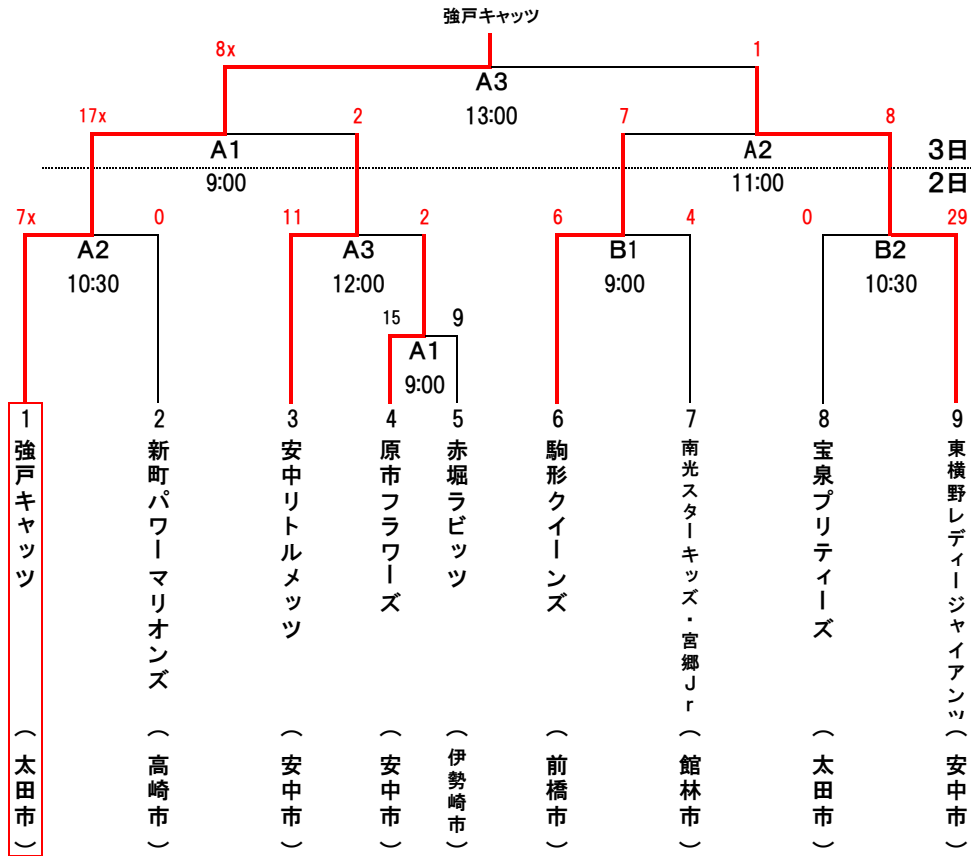 強戸キャッツ
8x
1
A3
13:00
17x
2
7
8
A1
A2
3日
9:00
11:00
2日
7x
0
11
2
6
4
0
29
A2
A3
B1
B2
10:30
12:00
9:00
10:30
15
9
A1
9:00
1
強戸キャッツ
（太田市）
2
新町パワーマリオンズ
（高崎市）
3
安中リトルメッツ
（安中市）
4
原市フラワーズ
（安中市）
5
赤堀ラビッツ
（伊勢崎市）
6
駒形クイーンズ
（前橋市）
7
南光スターキッズ・宮郷Jr
（館林市）
8
宝泉プリティーズ
（太田市）
9
東横野レディージャイアンツ
（安中市）